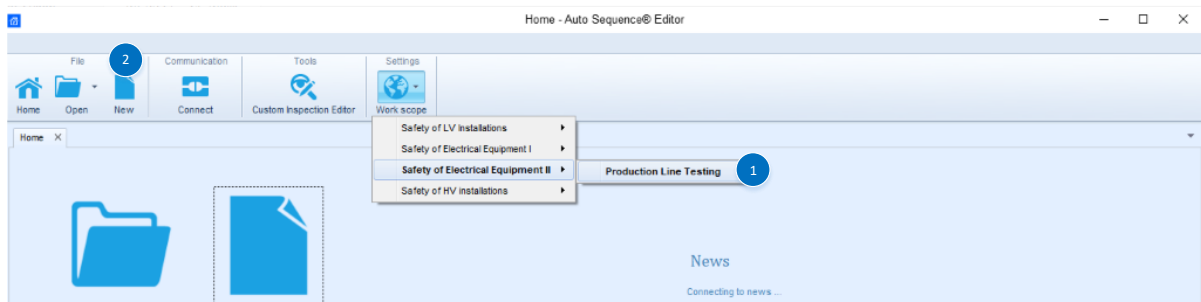 Home - Auto Sequence® Editor
File
Communication
Tools
Settings
2
Home
Open
New
Connect
Custom Inspection Editor
Work scope
Home
Safety of LV Installations
Safety of Electrical Equipment I
Safety of Electrical Equipment II
Production Line Testing
1
Safety of HV installations
News
Connecting to news ...